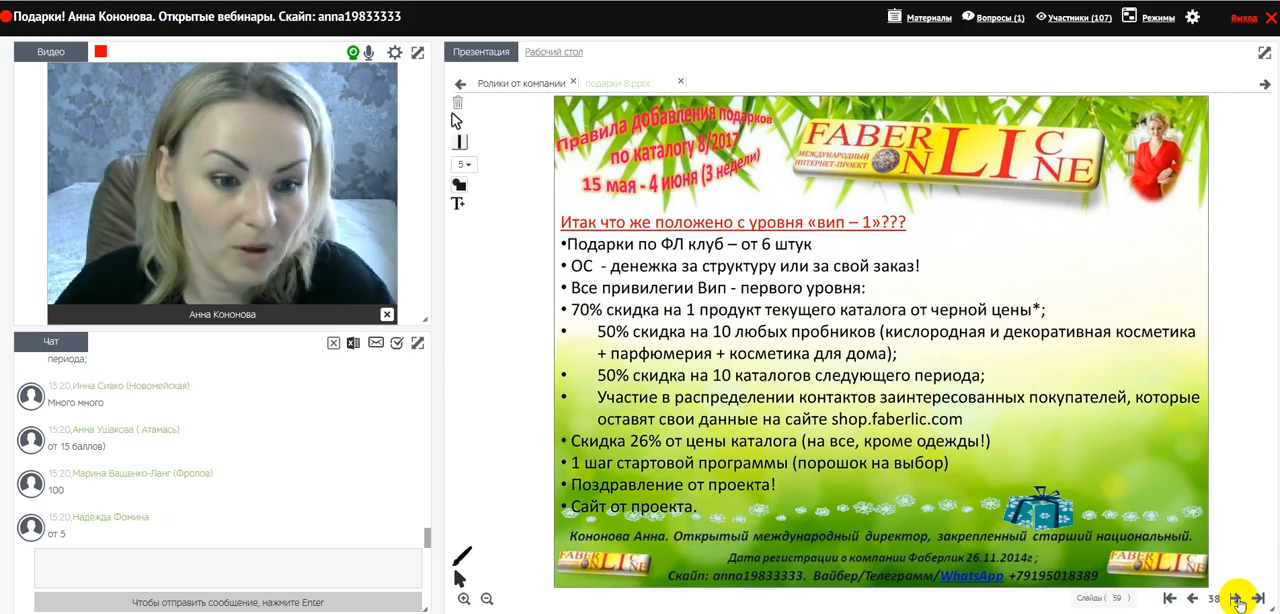 Подарки! Анна Кононова. Открытые вебинары. Скайп: anna19833333
Материалы
Вопросы (1)
Участники (107)
Режимы
Выход
Видео
Анна Кононова
Чат
периода;
15:20,Инна Сивко (Новомейская)
Много много
15:20,Анна Ушакова ( Атамась)
от 15 баллов)
15:20,Марина Ващенко-Ланг (Фролов)
100
15:20,Надежда Фомина
от 5
Чтобы отправить сообщение, нажмите Enter
Презентация
Рабочий стол
Ролики от компании
подарки 8.pptx
5
T+
Правила добавления подарков
по каталогу 8/2017
15 мая - 4 июня (3 недели)
FABERLIC
МЕЖДУНАРОДНЫЙ
ИНТЕРНЕТ-ПРОЕКТ
ONLINE
Итак что же положено с уровня «вип – 1»???
•Подарки по ФЛ клуб – от 6 штук
• ОС - денежка за структуру или за свой заказ!
• Все привилегии Вип - первого уровня:
• 70% скидка на 1 продукт текущего каталога от черной цены*;
• 50% скидка на 10 любых пробников (кислородная и декоративная косметика
+ парфюмерия + косметика для дома);
• 50% скидка на 10 каталогов следующего периода;
• Участие в распределении контактов заинтересованных покупателей, которые
оставят свои данные на сайте shop.faberlic.com
• Скидка 26% от цены каталога (на все, кроме одежды!)
• 1 шаг стартовой программы (порошок на выбор)
• Поздравление от проекта!
• Сайт от проекта.
Кононова Анна. Открытый международный директор, закрепленный старший национальный.
Дата регистрации в компании Фаберлик 26.11.2014г;
Скайп: anna19833333. Вайбер/Телеграмм/WhatsApp +79195018389
FABERLIC
ONLINE
FABERLIC
ONLINE
Слайды ( 59 )
38